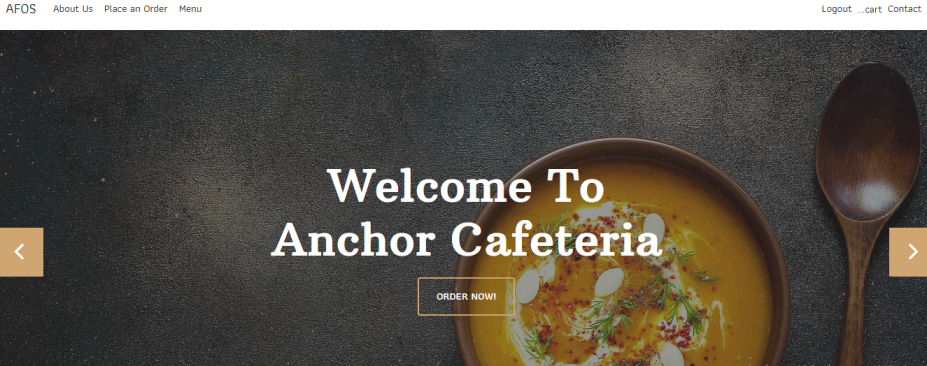 AFOS About Us Place an Order Menu Logout ...cart Contact
Welcome To
Anchor Cafeteria
ORDER NOW!